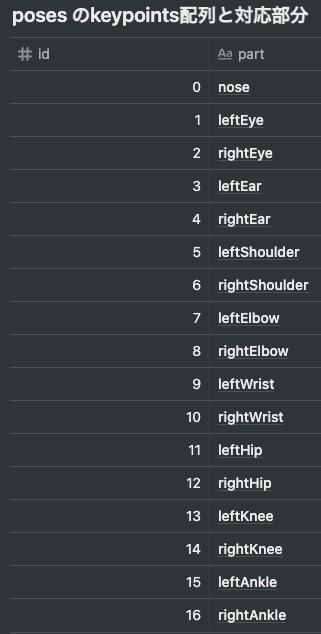 poses のkeypoints配列と対応部分
# id Aa part
0 nose
1 leftEye
2 rightEye
3 leftEar
4 rightEar
5 leftShoulder
6 rightShoulder
7 leftElbow
8 rightElbow
9 leftWrist
10 rightWrist
11 leftHip
12 rightHip
13 leftKnee
14 rightKnee
15 leftAnkle
16 rightAnkle